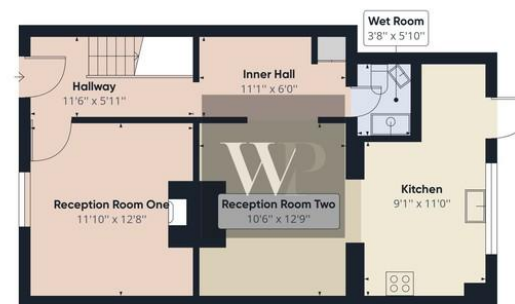 Wet Room
3'8'' x 5'10''
Hallway
11'6'' x 5'11''
Inner Hall
11'1'' x 6'0''
WP
Reception Room One
11'10'' x 12'8''
Reception Room Two
10'6'' x 12'9''
Kitchen
9'1'' x 11'0''